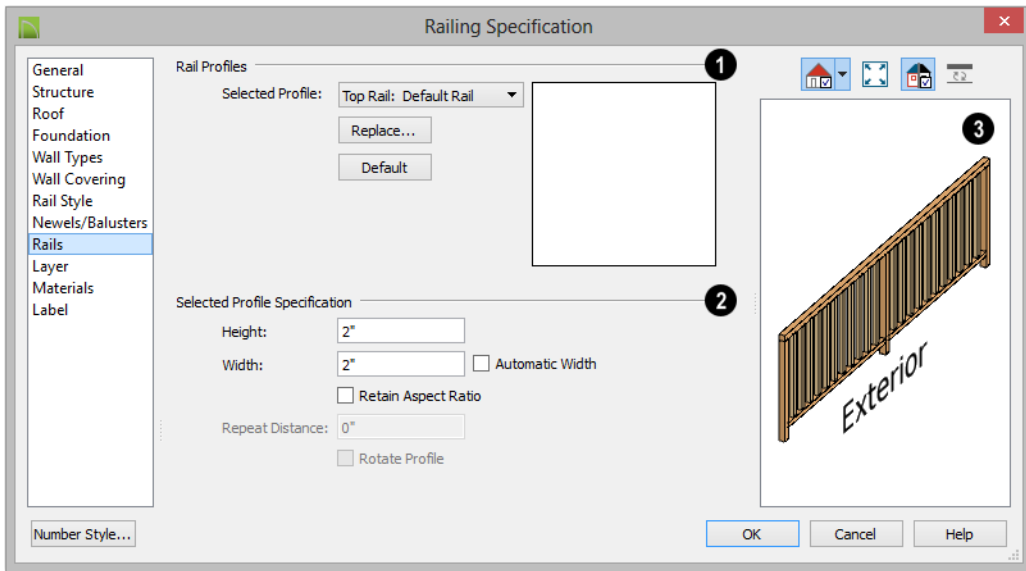 Railing Specification
General
Structure
Roof
Foundation
Wall Types
Wall Covering
Rail Style
Newels/Balusters
Rails
Layer
Materials
Label
Rail Profiles
1
Selected Profile: Top Rail: Default Rail
Replace...
Default
Selected Profile Specification
2
Height: 2"
Width: 2" Automatic Width
Retain Aspect Ratio
Repeat Distance: 0"
Rotate Profile
3
Exterior
Number Style...
OK Cancel Help